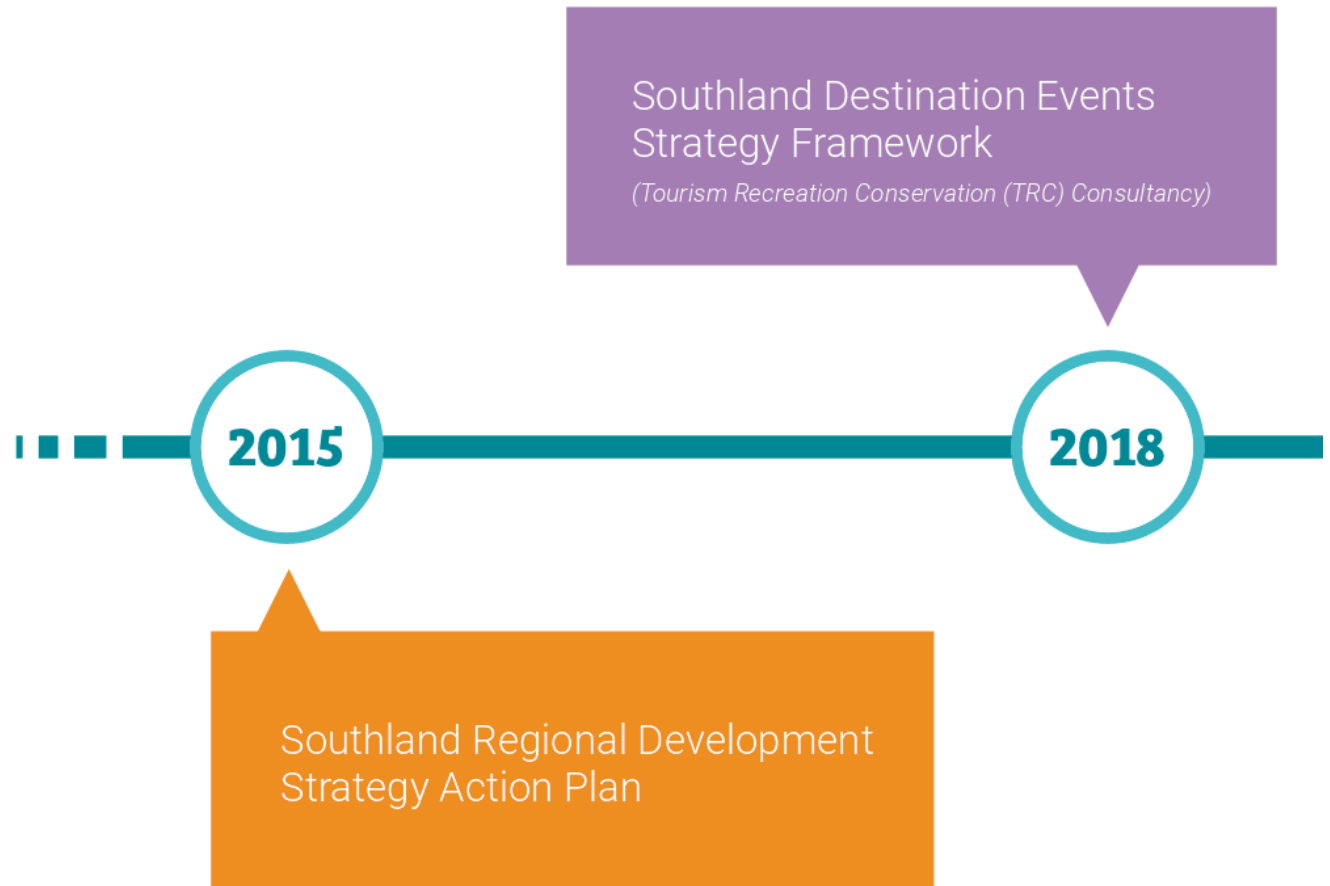 Southland Destination Events
Strategy Framework
(Tourism Recreation Conservation (TRC) Consultancy)
2015
2018
Southland Regional Development
Strategy Action Plan